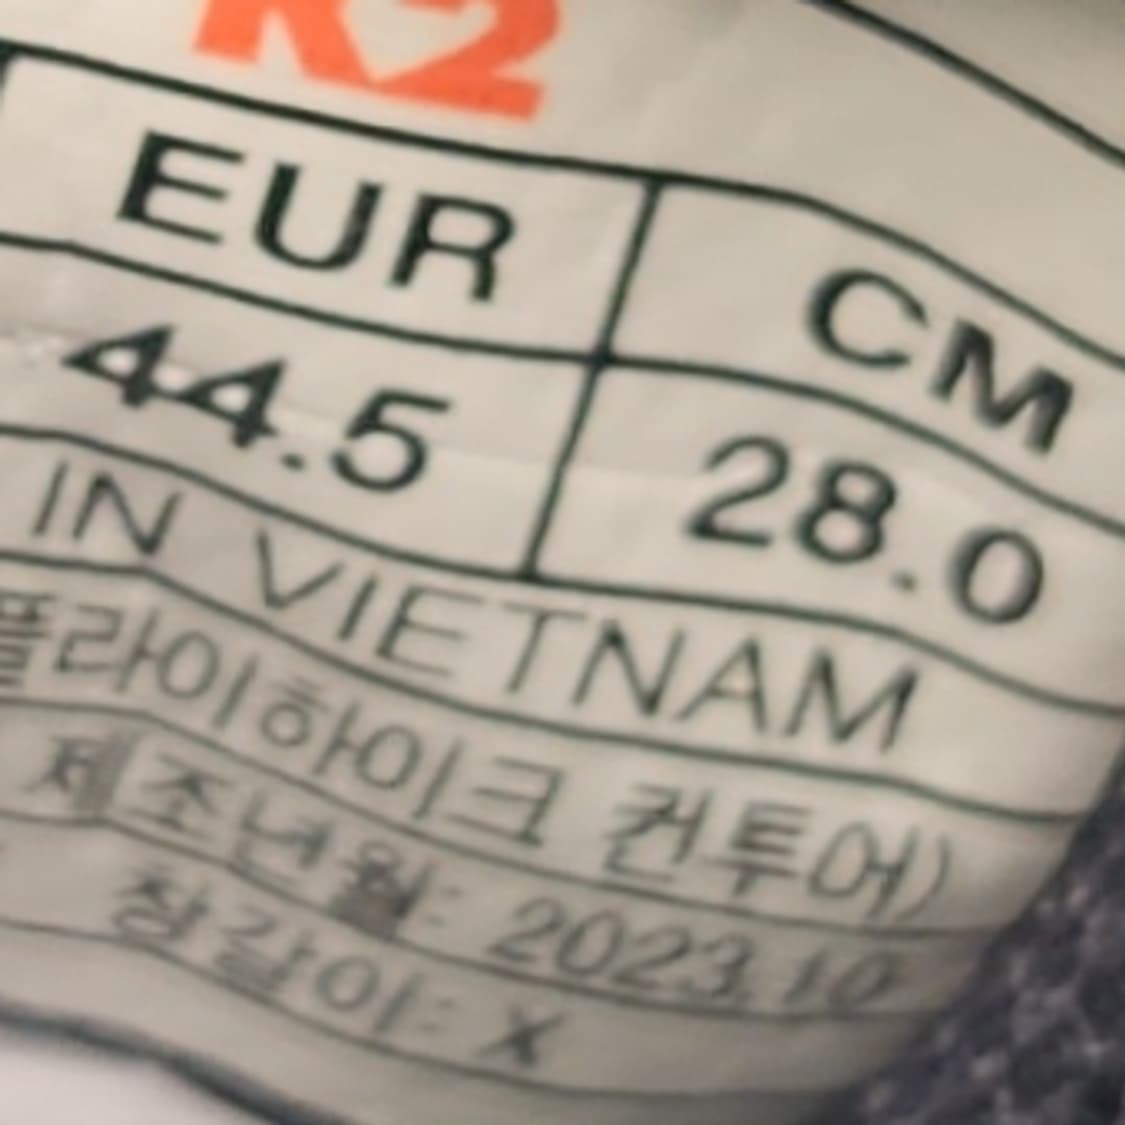 K2
EUR CM
44.5 28.0
IN VIETNAM
플라이하이크 컨투어)
제조년월: 2023.10
창갈이: X